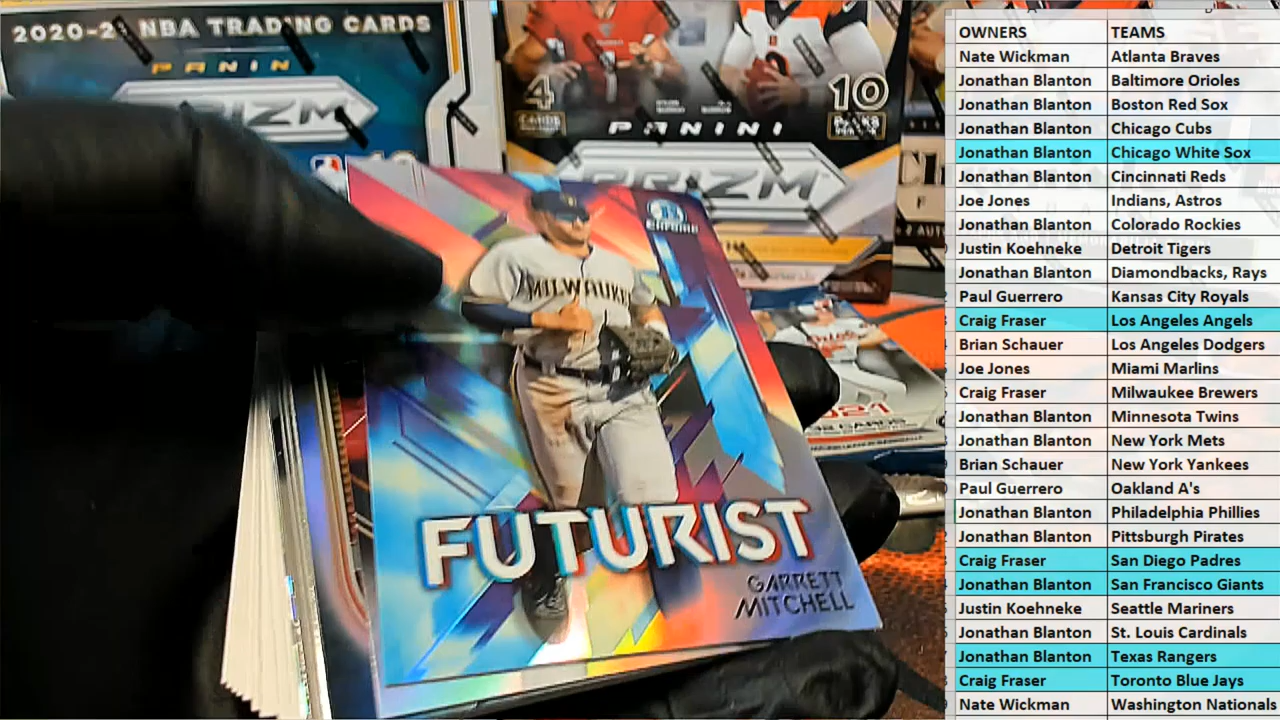 2020-21 NBA TRADING CARDS
PANINI
PRIZM
4
CARDS
10
PANINI
PRIZM
CHROME
MILWAUKE
FUTURIST
GARRETT
MITCHELL
OWNERS TEAMS
Nate Wickman Atlanta Braves
Jonathan Blanton Baltimore Orioles
Jonathan Blanton Boston Red Sox
Jonathan Blanton Chicago Cubs
Jonathan Blanton Chicago White Sox
Jonathan Blanton Cincinnati Reds
Joe Jones Indians, Astros
Jonathan Blanton Colorado Rockies
Justin Koehneke Detroit Tigers
Jonathan Blanton Diamondbacks, Rays
Paul Guerrero Kansas City Royals
Craig Fraser Los Angeles Angels
Brian Schauer Los Angeles Dodgers
Joe Jones Miami Marlins
Craig Fraser Milwaukee Brewers
Jonathan Blanton Minnesota Twins
Jonathan Blanton New York Mets
Brian Schauer New York Yankees
Paul Guerrero Oakland A's
Jonathan Blanton Philadelphia Phillies
Jonathan Blanton Pittsburgh Pirates
Craig Fraser San Diego Padres
Jonathan Blanton San Francisco Giants
Justin Koehneke Seattle Mariners
Jonathan Blanton St. Louis Cardinals
Jonathan Blanton Texas Rangers
Craig Fraser Toronto Blue Jays
Nate Wickman Washington Nationals